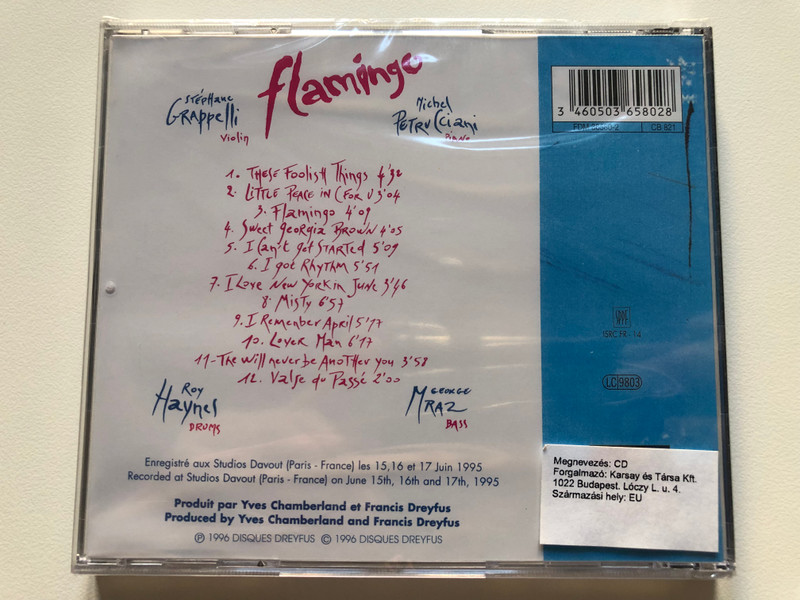 flamingo
Stéphane
Grappelli
Violin
Michel
Petrucciani
Piano
1. These Foolish Things 4'32
2. Little Peace in C for U 3'04
3. Flamingo 4'09
4. Sweet Georgia Brown 4'05
5. I Can't get Started 5'09
6. I got Rhythm 5'51
7. I Love New York in June 3'46
8. Misty 6'57
9. I Remenber April 5'17
10. Lover Man 6'17
11-The Will never be Another you 3'58
12. Valse du Passé 2'00
Roy
Haynes
Drums
George
Mraz
Bass
Enregistré aux Studios Davout (Paris - France) les 15,16 et 17 Juin 1995
Recorded at Studios Davout (Paris - France) on June 15th, 16th and 17th, 1995
Produit par Yves Chamberland et Francis Dreyfus
Produced by Yves Chamberland and Francis Dreyfus
℗ 1996 DISQUES DREYFUS © 1996 DISQUES DREYFUS
3 460503 658028
CB 821
ISRC FR - 14
LC 9803
Megnevezés: CD
Forgalmazó: Karsay és Társa Kft.
1022 Budapest. Lóczy L. u. 4.
Származási hely: EU